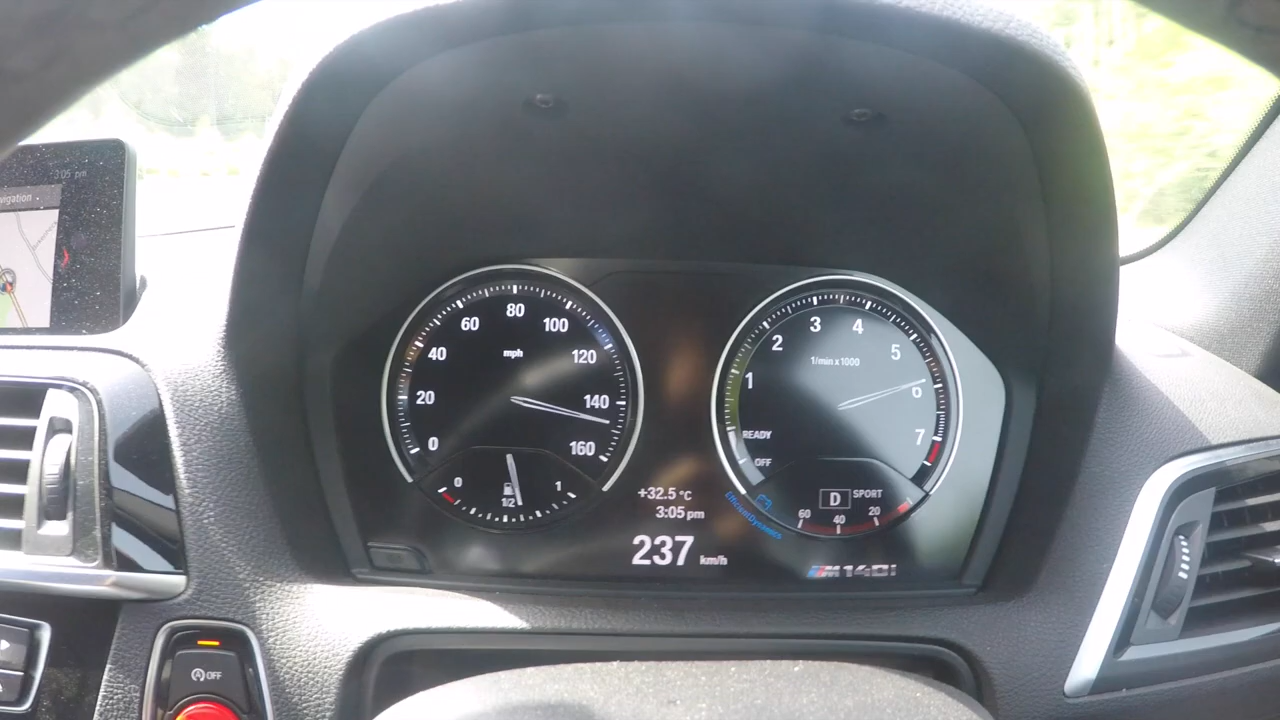 3:05 pm
vigation
80
60
100
mph
40
120
20
140
0
160
0
1
1/2
3
4
2
5
1/min x 1000
1
6
READY
7
OFF
D SPORT
60
40
20
EfficientDynamics
+32.5 °C
3:05 pm
237 km/h
M140i
OFF